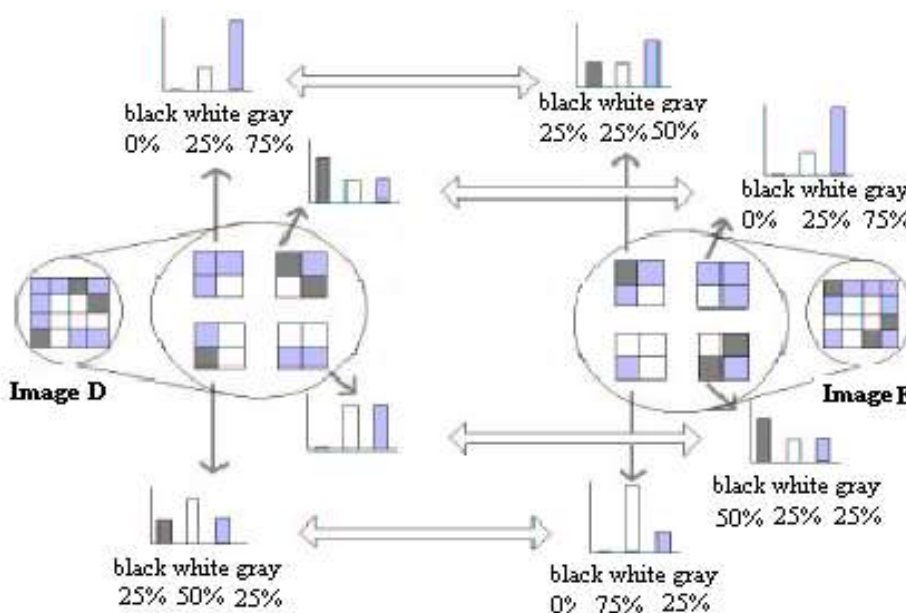 black white gray
0% 25% 75%
black white gray
25% 25% 50%
black white gray
0% 25% 75%
Image D
Image E
black white gray
50% 25% 25%
black white gray
25% 50% 25%
black white gray
0% 75% 25%